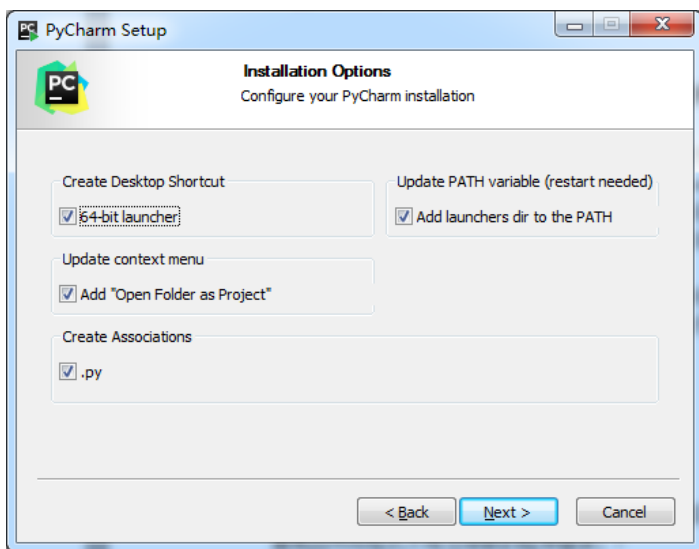 PyCharm Setup
PC
Installation Options
Configure your PyCharm installation
Create Desktop Shortcut
64-bit launcher
Update PATH variable (restart needed)
Add launchers dir to the PATH
Update context menu
Add "Open Folder as Project"
Create Associations
.py
< Back
Next >
Cancel